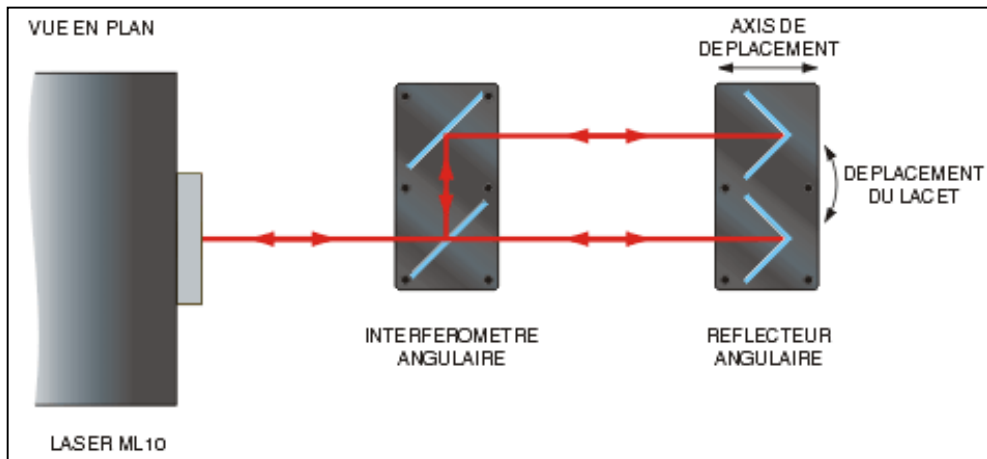 VUE EN PLAN
AXIS DE
DEPLACEMENT
DEPLACEMENT
DU LACET
INTERFEROMETRE
ANGULAIRE
REFLECTEUR
ANGULAIRE
LASER ML10